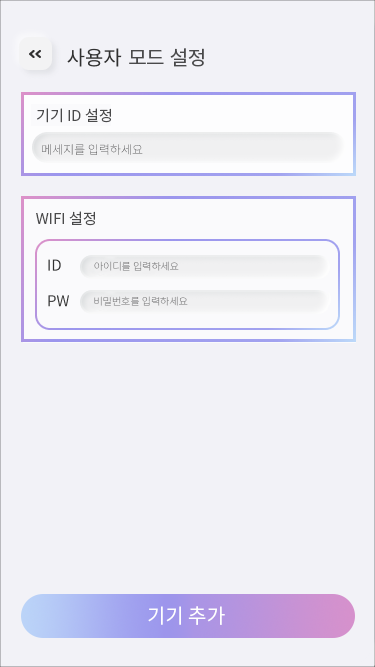 사용자 모드 설정
기기 ID 설정
메세지를 입력하세요
WIFI 설정
ID 아이디를 입력하세요
PW 비밀번호를 입력하세요
기기 추가